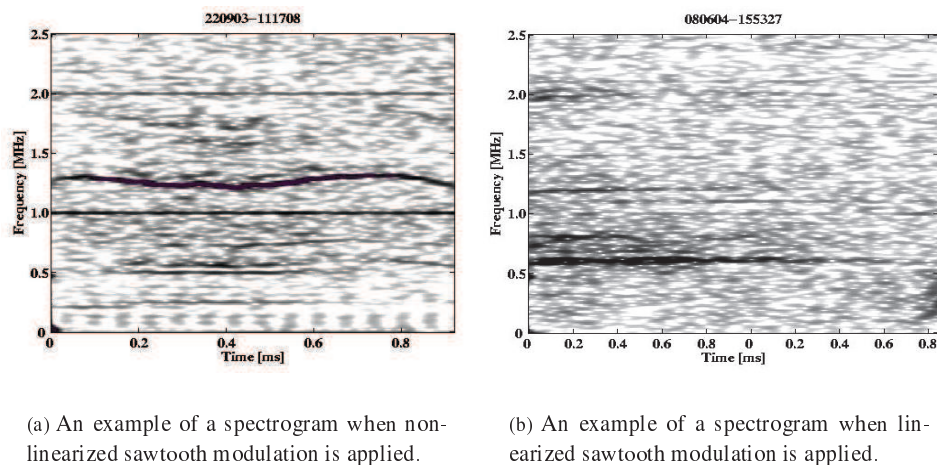 220903−111708
2.5
2.0
1.5
1.0
0.5
0
Frequency [MHz]
0 0.2 0.4 0.6 0.8
Time [ms]
080604−155327
2.5
2.0
1.5
1.0
0.5
0
Frequency [MHz]
0 0.2 0.4 0.6 0.8 0 0.2 0.4 0.6 0.8
Time [ms]
(a) An example of a spectrogram when non-
linearized sawtooth modulation is applied.
(b) An example of a spectrogram when lin-
earized sawtooth modulation is applied.